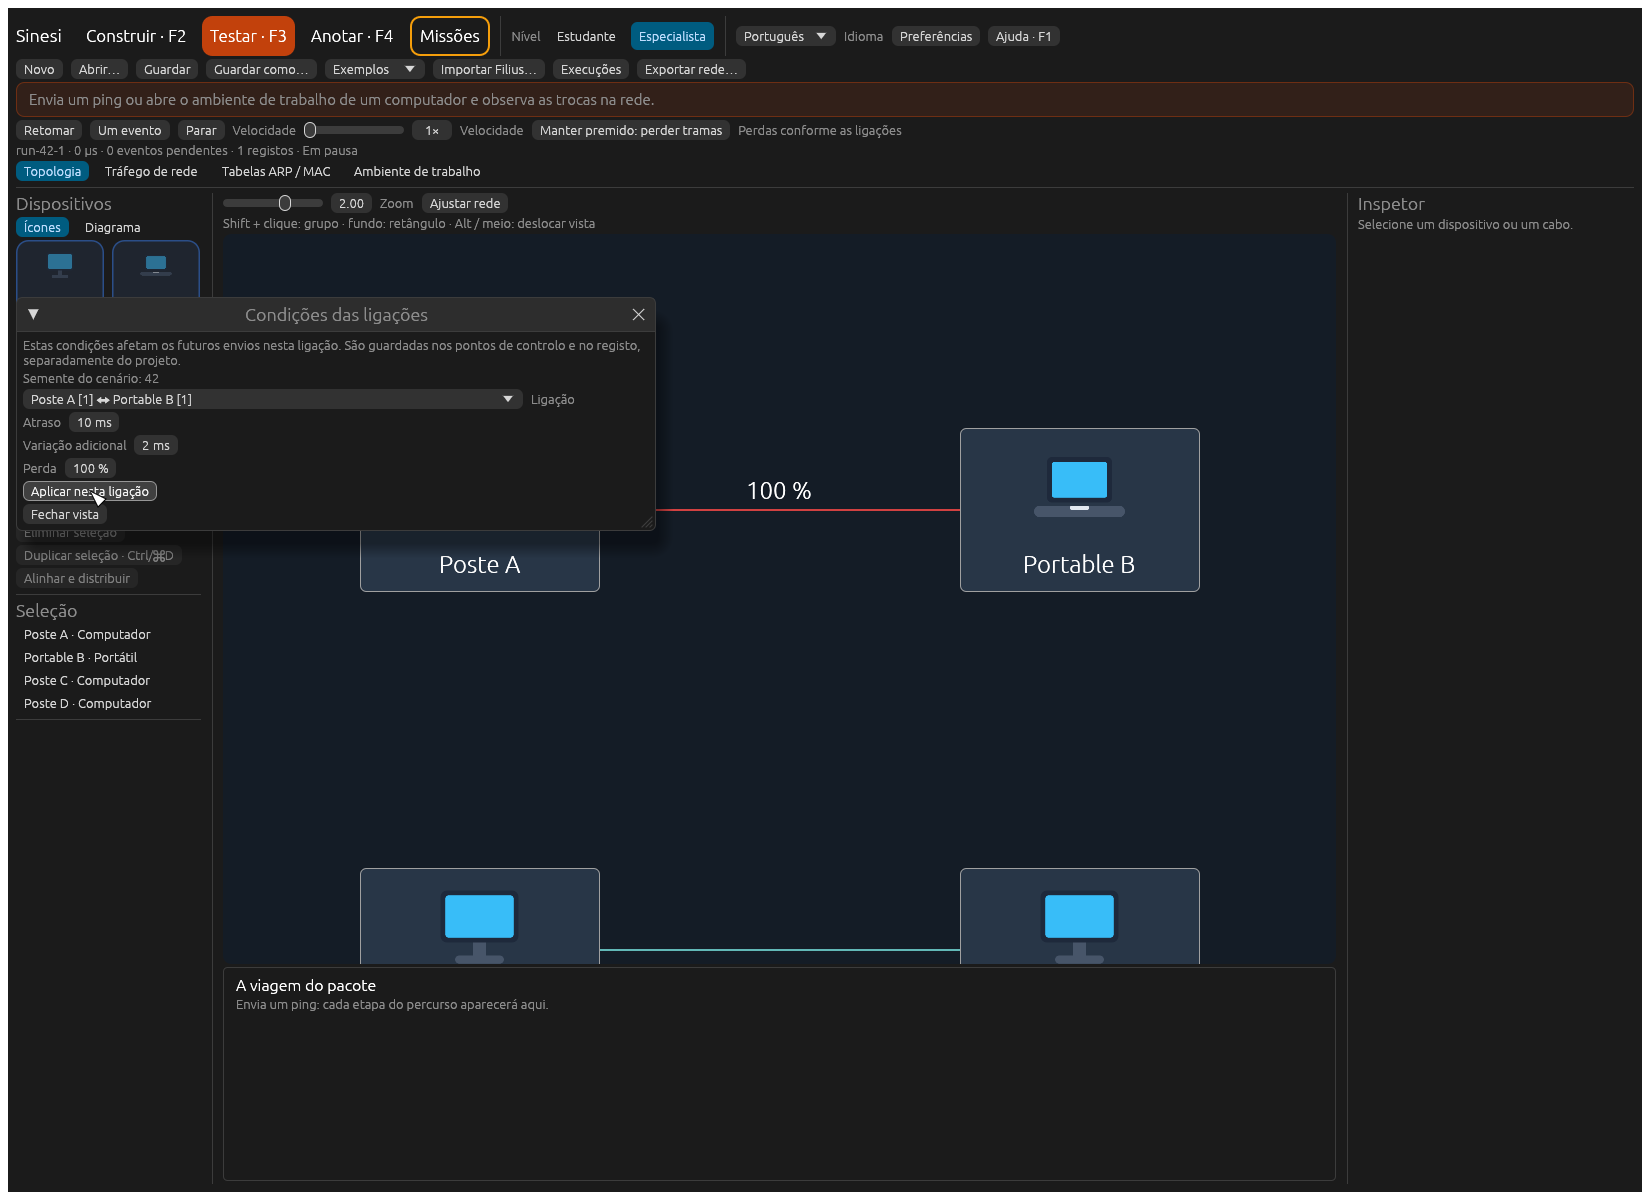 Sinesi Construir · F2 Testar · F3 Anotar · F4 Missões Nível Estudante Especialista Português Idioma Preferências Ajuda · F1
Novo Abrir... Guardar Guardar como... Exemplos Importar Filius... Execuções Exportar rede...
Envia um ping ou abre o ambiente de trabalho de um computador e observa as trocas na rede.
Retomar Um evento Parar Velocidade 1× Velocidade Manter premido: perder tramas Perdas conforme as ligações
run-42-1 · 0 µs · 0 eventos pendentes · 1 registos · Em pausa
Topologia Tráfego de rede Tabelas ARP / MAC Ambiente de trabalho
Dispositivos
Ícones Diagrama
2.00 Zoom Ajustar rede
Shift + clique: grupo · fundo: retângulo · Alt / meio: deslocar vista
Inspetor
Selecione um dispositivo ou um cabo.
Condições das ligações
Estas condições afetam os futuros envios nesta ligação. São guardadas nos pontos de controlo e no registo,
separadamente do projeto.
Semente do cenário: 42
Poste A [1] ⬌ Portable B [1] Ligação
Atraso 10 ms
Variação adicional 2 ms
Perda 100 %
Aplicar nesta ligação
Fechar vista
Eliminar seleção
Duplicar seleção · Ctrl/⌘D
Alinhar e distribuir
Seleção
Poste A · Computador
Portable B · Portátil
Poste C · Computador
Poste D · Computador
100 %
Poste A
Portable B
A viagem do pacote
Envia um ping: cada etapa do percurso aparecerá aqui.